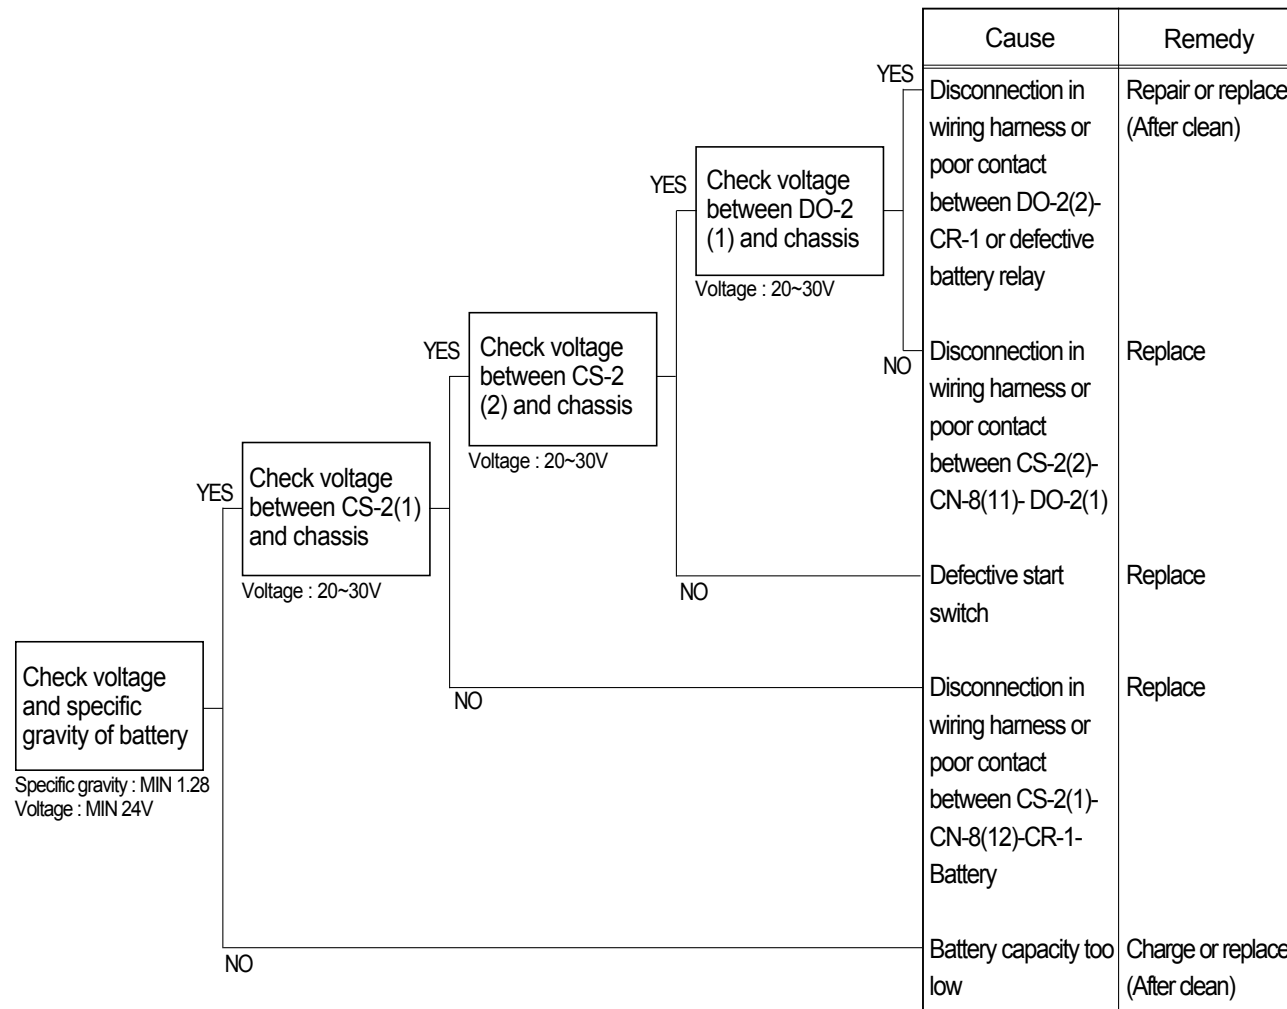 Cause
Remedy
YES
Disconnection in
wiring harness or
poor contact
between DO-2(2)-
CR-1 or defective
battery relay
Repair or replace
(After clean)
YES
Check voltage
between DO-2
(1) and chassis
Voltage : 20~30V
NO
Disconnection in
wiring harness or
poor contact
between CS-2(2)-
CN-8(11)- DO-2(1)
Replace
YES
Check voltage
between CS-2
(2) and chassis
Voltage : 20~30V
NO
Defective start
switch
Replace
YES
Check voltage
between CS-2(1)
and chassis
Voltage : 20~30V
NO
Disconnection in
wiring harness or
poor contact
between CS-2(1)-
CN-8(12)-CR-1-
Battery
Replace
Check voltage
and specific
gravity of battery
Specific gravity : MIN 1.28
Voltage : MIN 24V
NO
Battery capacity too
low
Charge or replace
(After clean)